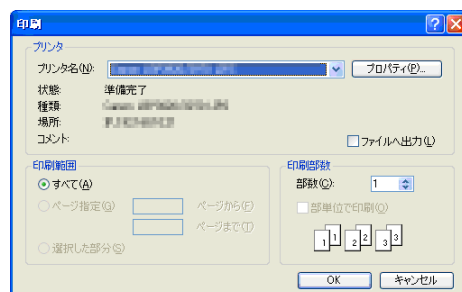 印刷
プリンタ
プリンタ名(N):
プロパティ(P)...
状態: 準備完了
種類:
場所:
コメント:
ファイルへ出力(L)
印刷範囲
すべて(A)
ページ指定(G) ページから(F)
ページまで(T)
選択した部分(S)
印刷部数
部数(C): 1
部単位で印刷(O)
1 1 2 2 3 3
OK キャンセル